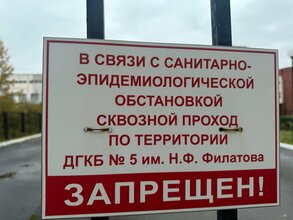 В СВЯЗИ С САНИТАРНО-
ЭПИДЕМИОЛОГИЧЕСКОЙ
ОБСТАНОВКОЙ
СКВОЗНОЙ ПРОХОД
ПО ТЕРРИТОРИИ
ДГКБ № 5 им. Н.Ф. Филатова
ЗАПРЕЩЕН!